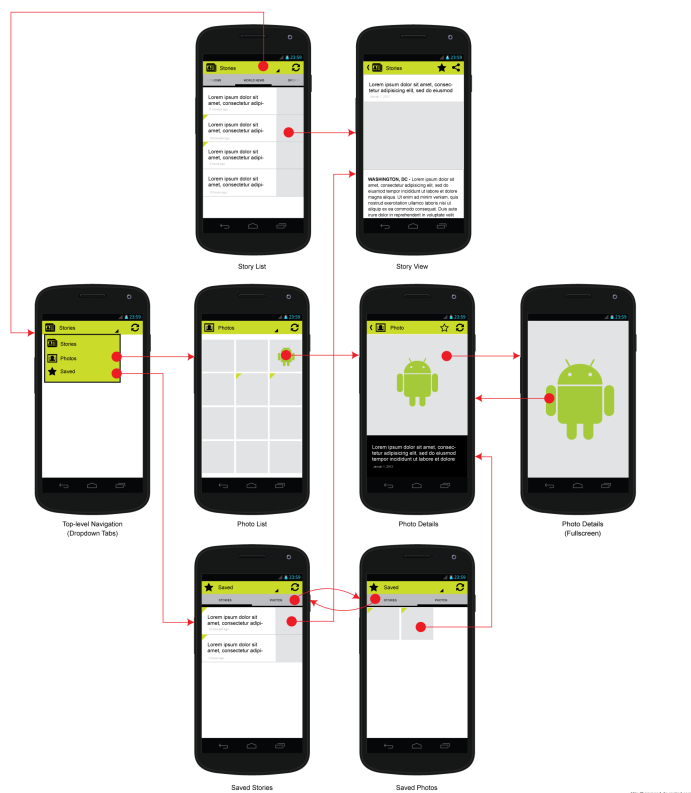 23:59
Stories
WORLD NEWS
Lorem ipsum dolor sit
amet, consectetur adipi-
Lorem ipsum dolor sit
amet, consectetur adipi-
Lorem ipsum dolor sit
amet, consectetur adipi-
Lorem ipsum dolor sit
amet, consectetur adipi-
Story List
23:59
Stories
Lorem ipsum dolor sit amet, consec-
tetur adipisicing elit, sed do eiusmod
WASHINGTON, DC - Lorem ipsum dolor sit
amet, consectetur adipisicing elit, sed do
eiusmod tempor incididunt ut labore et dolore
magna aliqua. Ut enim ad minim veniam, quis
nostrud exercitation ullamco laboris nisi ut
aliquip ex ea commodo consequat. Duis aute
irure dolor in reprehenderit in voluptate velit
Story View
23:59
Stories
Stories
Photos
Saved
Top-level Navigation
(Dropdown Tabs)
23:59
Photos
Photo List
23:59
Photo
Lorem ipsum dolor sit amet, consec-
tetur adipisicing elit, sed do eiusmod
tempor incididunt ut labore et dolore
Photo Details
23:59
Photo Details
(Fullscreen)
23:59
Saved
STORIES
PHOTOS
Lorem ipsum dolor sit
amet, consectetur adipi-
Lorem ipsum dolor sit
amet, consectetur adipi-
Saved Stories
23:59
Saved
STORIES
PHOTOS
Saved Photos